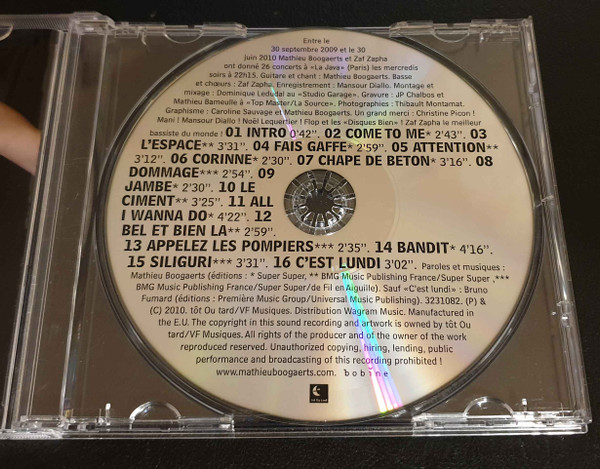 Entre le
30 septembre 2009 et le 30
juin 2010 Mathieu Boogaerts et Zaf Zapha
ont donné 26 concerts à «La Java» (Paris) les mercredis
soirs à 22h15. Guitare et chant : Mathieu Boogaerts. Basse
et chœurs : Zaf Zapha. Enregistrement : Mansour Diallo. Montage et
mixage : Dominique Ledudal au «Studio Garage». Gravure : JP Chalbos et
Mathieu Bameulle à «Top Master/La Source». Photographies : Thibault Montamat.
Graphisme : Caroline Sauvage et Mathieu Boogaerts. Un grand merci : Christine Picon !
Mani ! Mansour Diallo ! Noël Lequertier ! Flop et les «Disques Bien» ! Zaf Zapha le meilleur
bassiste du monde ! 01 INTRO 0'42". 02 COME TO ME* 2'43". 03
L'ESPACE** 3'31". 04 FAIS GAFFE* 2'59". 05 ATTENTION**
3'12". 06 CORINNE* 2'30". 07 CHAPE DE BETON* 3'16". 08
DOMMAGE*** 2'54". 09
JAMBE* 2'30". 10 LE
CIMENT** 3'25". 11 ALL
I WANNA DO* 4'22". 12
BEL ET BIEN LA** 2'59".
13 APPELEZ LES POMPIERS*** 2'35". 14 BANDIT* 4'16".
15 SILIGURI*** 3'31". 16 C'EST LUNDI 3'02". Paroles et musiques :
Mathieu Boogaerts (éditions : * Super Super, ** BMG Music Publishing France/Super Super ,***
BMG Music Publishing France/Super Super/de Fil en Aiguille). Sauf «C'est lundi» : Bruno
Fumard (éditions : Première Music Group/Universal Music Publishing). 3231082. (P) &
(C) 2010. tôt Ou tard/VF Musiques. Distribution Wagram Music. Manufactured in
the E.U. The copyright in this sound recording and artwork is owned by tôt Ou
tard/VF Musiques. All rights of the producer and of the owner of the work
reproduced reserved. Unauthorized copying, hiring, lending, public
performance and broadcasting of this recording prohibited !
www.mathieuboogaerts.com. bobine
tôt Ou tard